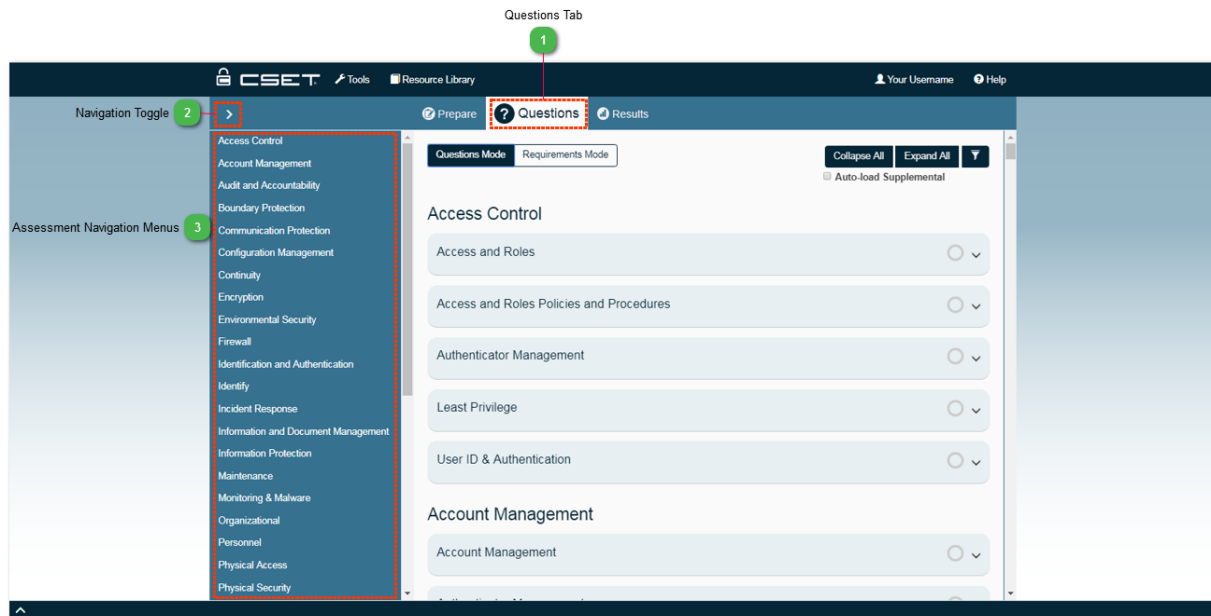 Questions Tab
1
CSET
Tools
Resource Library
Your Username
Help
Navigation Toggle
2
Prepare
? Questions
Results
Access Control
Account Management
Audit and Accountability
Boundary Protection
Assessment Navigation Menus
3
Communication Protection
Configuration Management
Continuity
Encryption
Environmental Security
Firewall
Identification and Authentication
Identify
Incident Response
Information and Document Management
Information Protection
Maintenance
Monitoring & Malware
Organizational
Personnel
Physical Access
Physical Security
Questions Mode
Requirements Mode
Collapse All
Expand All
Auto-load Supplemental
Access Control
Access and Roles
Access and Roles Policies and Procedures
Authenticator Management
Least Privilege
User ID & Authentication
Account Management
Account Management